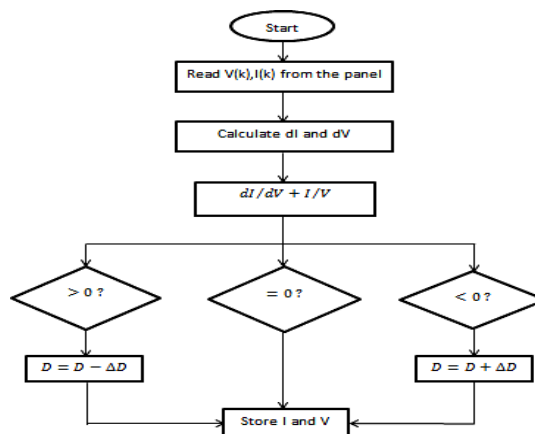 Start
Read V(k),I(k) from the panel
Calculate dI and dV
dI/dV + I/V
> 0 ?
= 0 ?
< 0 ?
D = D − ΔD
D = D + ΔD
Store I and V